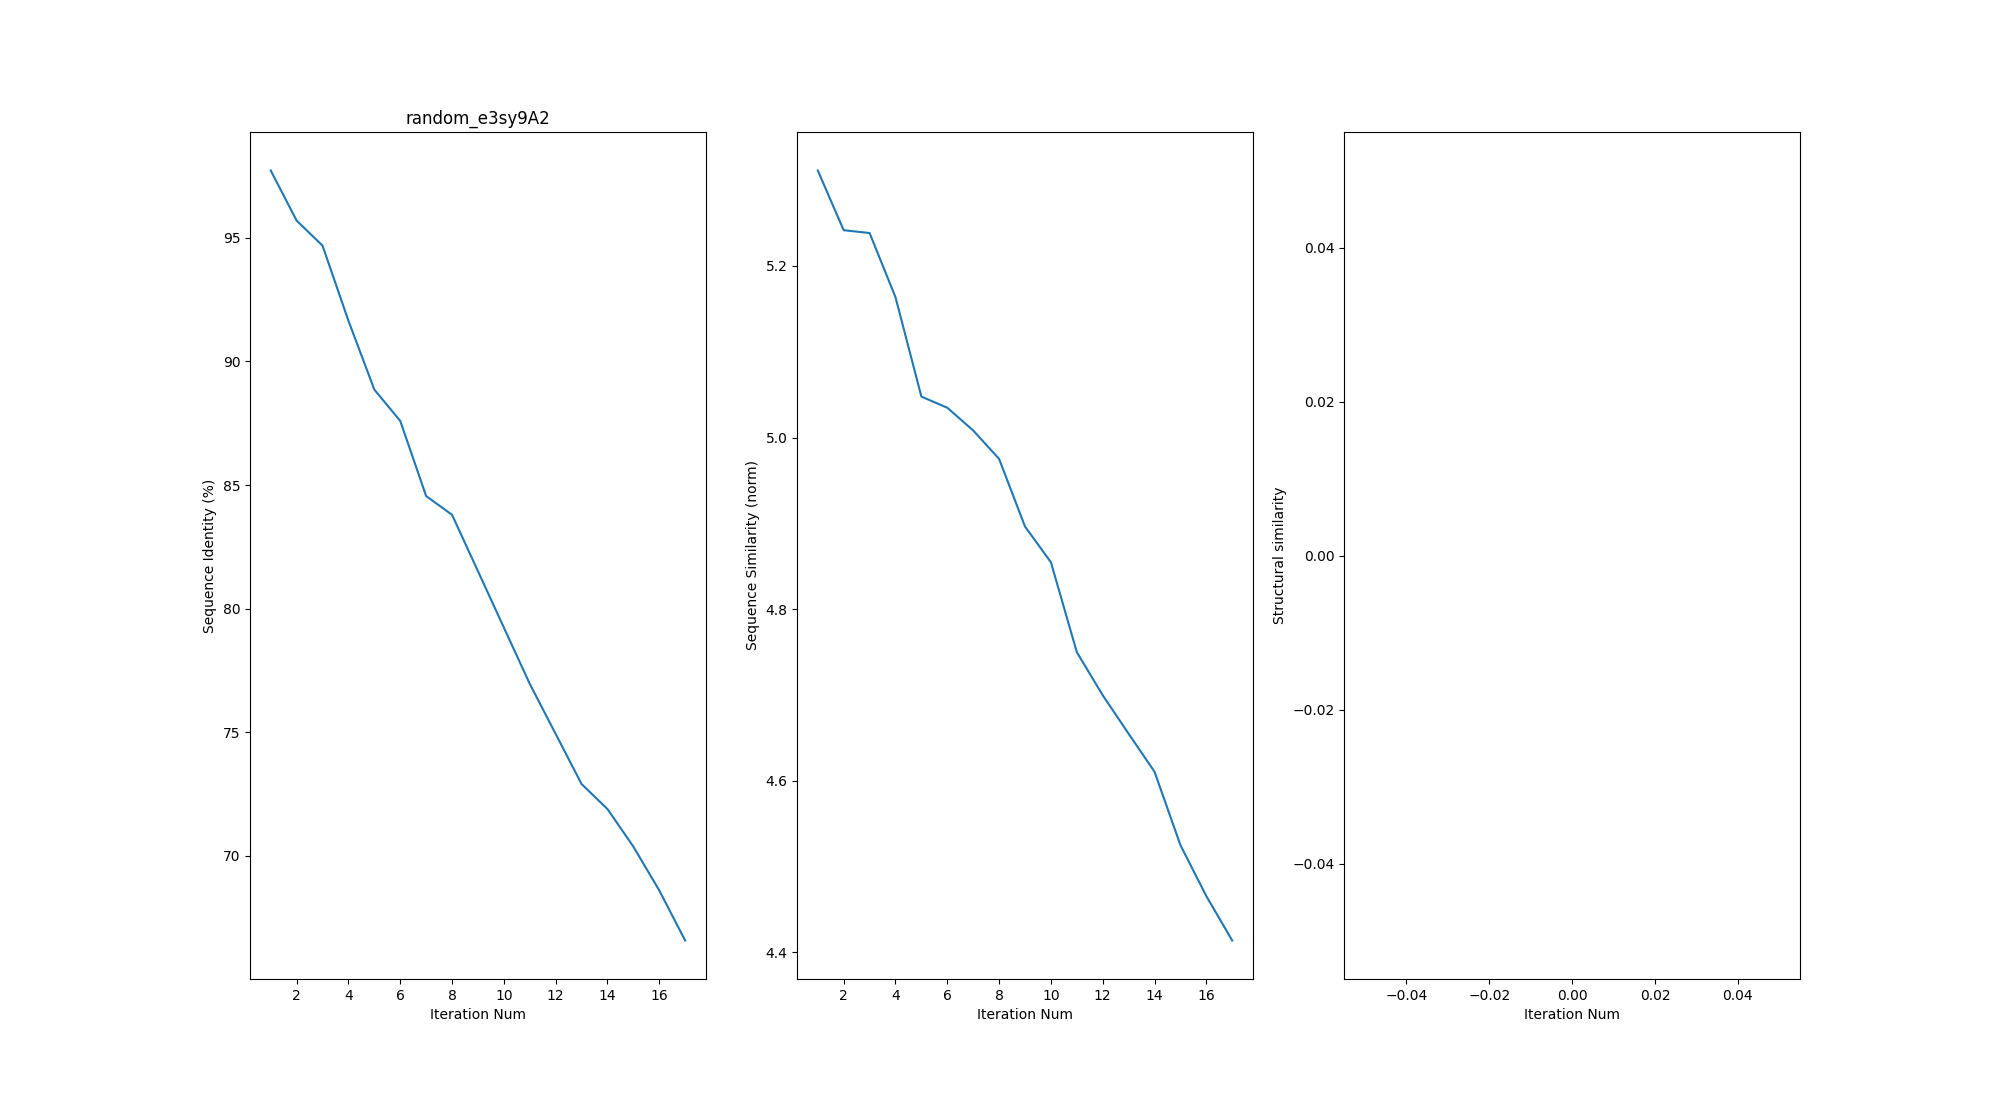 random_e3sy9A2
Sequence Identity (%)
95
90
85
80
75
70
2 4 6 8 10 12 14 16
Iteration Num
Sequence Similarity (norm)
5.2
5.0
4.8
4.6
4.4
2 4 6 8 10 12 14 16
Iteration Num
Structural similarity
0.04
0.02
0.00
−0.02
−0.04
−0.04 −0.02 0.00 0.02 0.04
Iteration Num